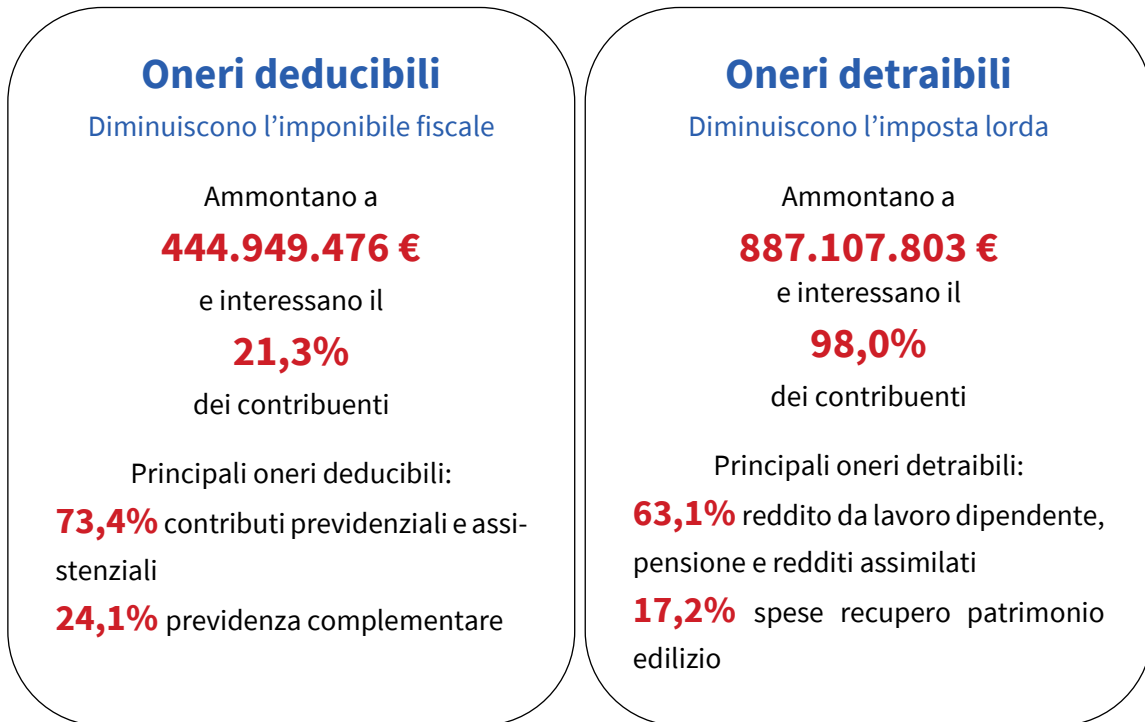 Oneri deducibili
Diminuiscono l'imponibile fiscale
Ammontano a
444.949.476 €
e interessano il
21,3%
dei contribuenti
Principali oneri deducibili:
73,4% contributi previdenziali e assi-
stenziali
24,1% previdenza complementare
Oneri detraibili
Diminuiscono l'imposta lorda
Ammontano a
887.107.803 €
e interessano il
98,0%
dei contribuenti
Principali oneri detraibili:
63,1% reddito da lavoro dipendente,
pensione e redditi assimilati
17,2% spese recupero patrimonio
edilizio